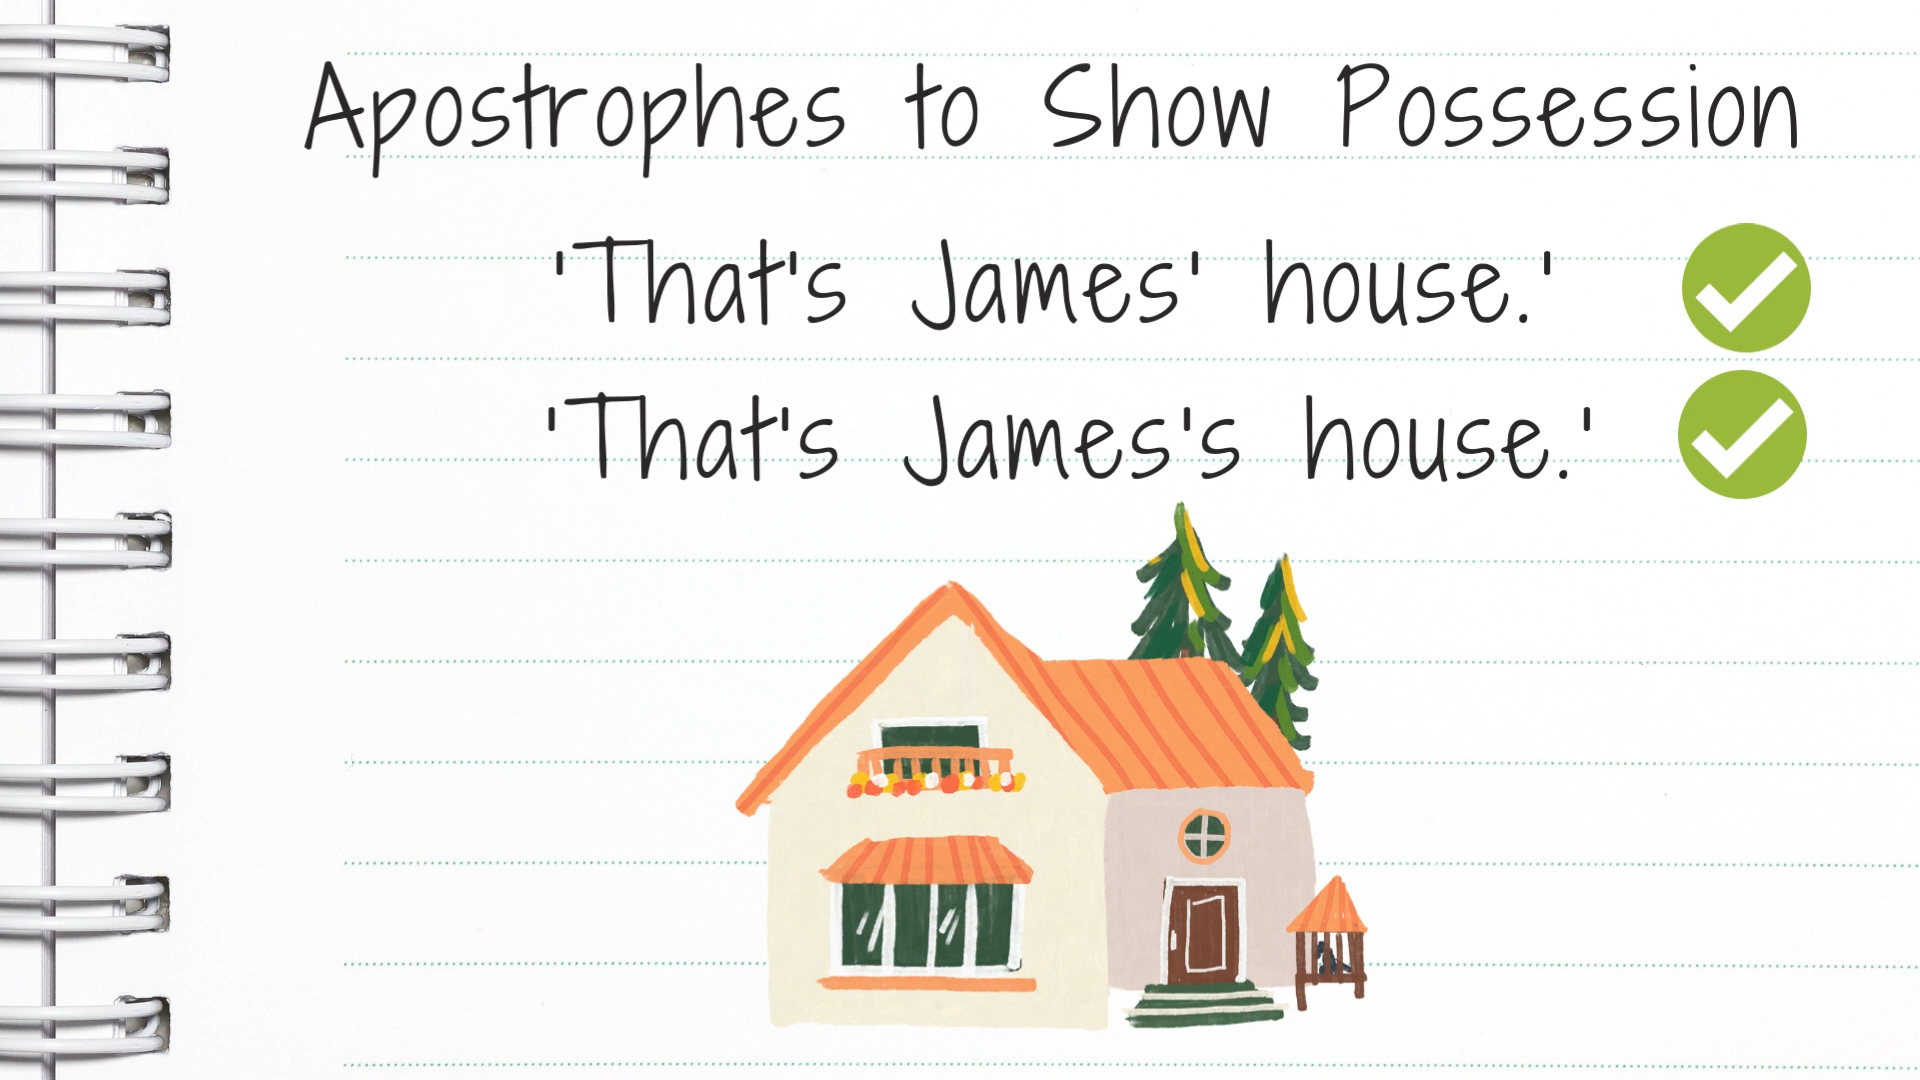 Apostrophes to Show Possession
'That's James' house.'
'That's James's house.'